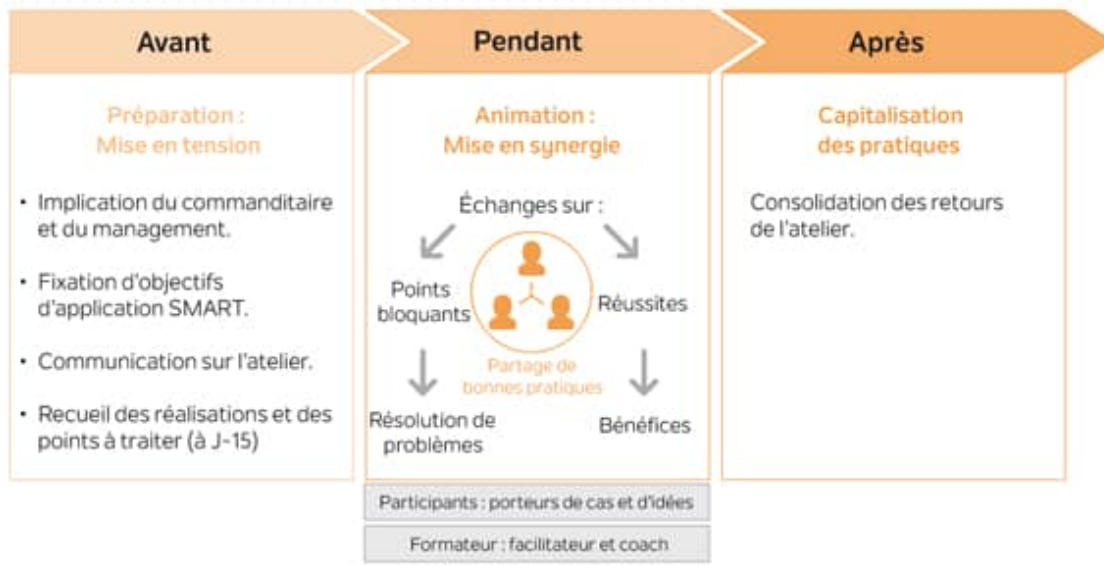 Avant
Pendant
Après
Préparation :
Mise en tension
• Implication du commanditaire
et du management.
• Fixation d'objectifs
d'application SMART.
• Communication sur l'atelier.
• Recueil des réalisations et des
points à traiter (à J-15)
Animation :
Mise en synergie
Échanges sur :
Points
bloquants
Réussites
Partage de
bonnes pratiques
Résolution de
problèmes
Bénéfices
Participants : porteurs de cas et d'idées
Formateur : facilitateur et coach
Capitalisation
des pratiques
Consolidation des retours
de l'atelier.